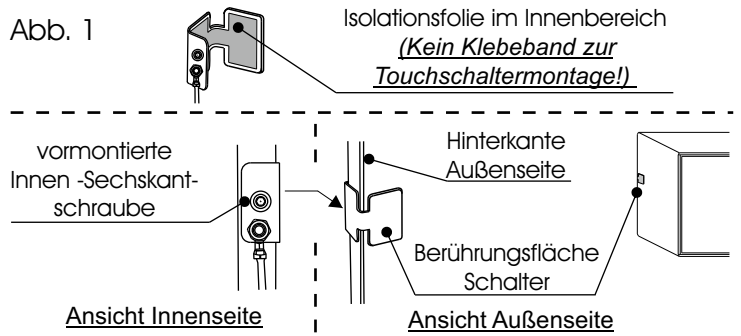 Abb. 1
Isolationsfolie im Innenbereich
(Kein Klebeband zur
Touchschaltermontage!)
vormontierte
Innen -Sechskant-
schraube
Hinterkante
Außenseite
Berührungsfläche
Schalter
Ansicht Innenseite
Ansicht Außenseite